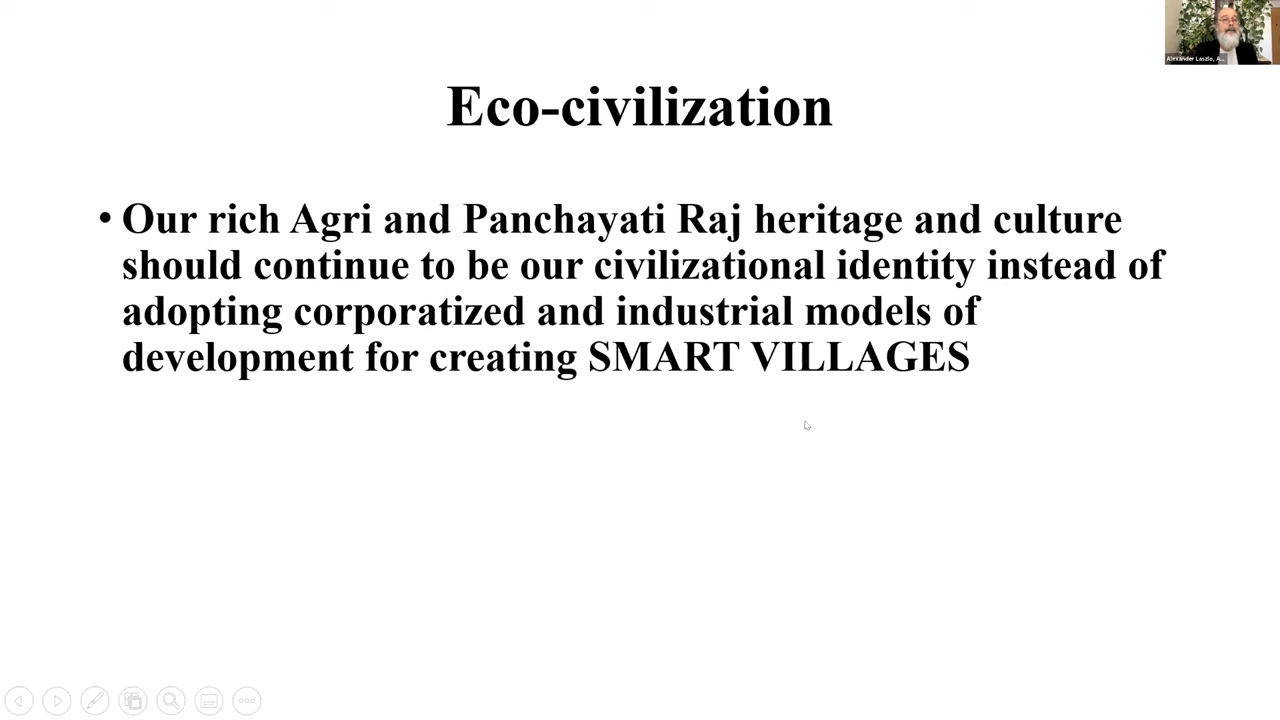 Alexander Laszlo, A...
Eco-civilization
• Our rich Agri and Panchayati Raj heritage and culture
should continue to be our civilizational identity instead of
adopting corporatized and industrial models of
development for creating SMART VILLAGES